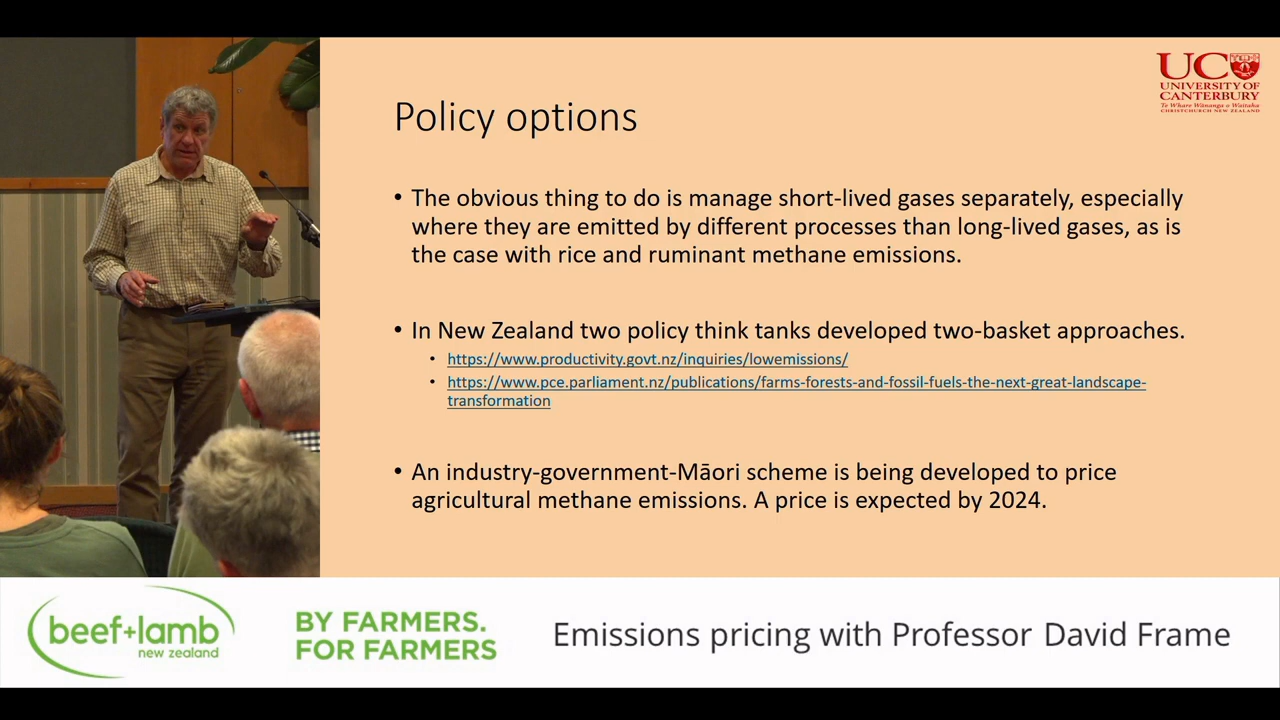 UC
UNIVERSITY OF
CANTERBURY
Te Whare Wānanga o Waitaha
CHRISTCHURCH NEW ZEALAND
Policy options
• The obvious thing to do is manage short-lived gases separately, especially
where they are emitted by different processes than long-lived gases, as is
the case with rice and ruminant methane emissions.
• In New Zealand two policy think tanks developed two-basket approaches.
• https://www.productivity.govt.nz/inquiries/lowemissions/
• https://www.pce.parliament.nz/publications/farms-forests-and-fossil-fuels-the-next-great-landscape-
transformation
• An industry-government-Māori scheme is being developed to price
agricultural methane emissions. A price is expected by 2024.
beef+lamb
new zealand
BY FARMERS.
FOR FARMERS
Emissions pricing with Professor David Frame